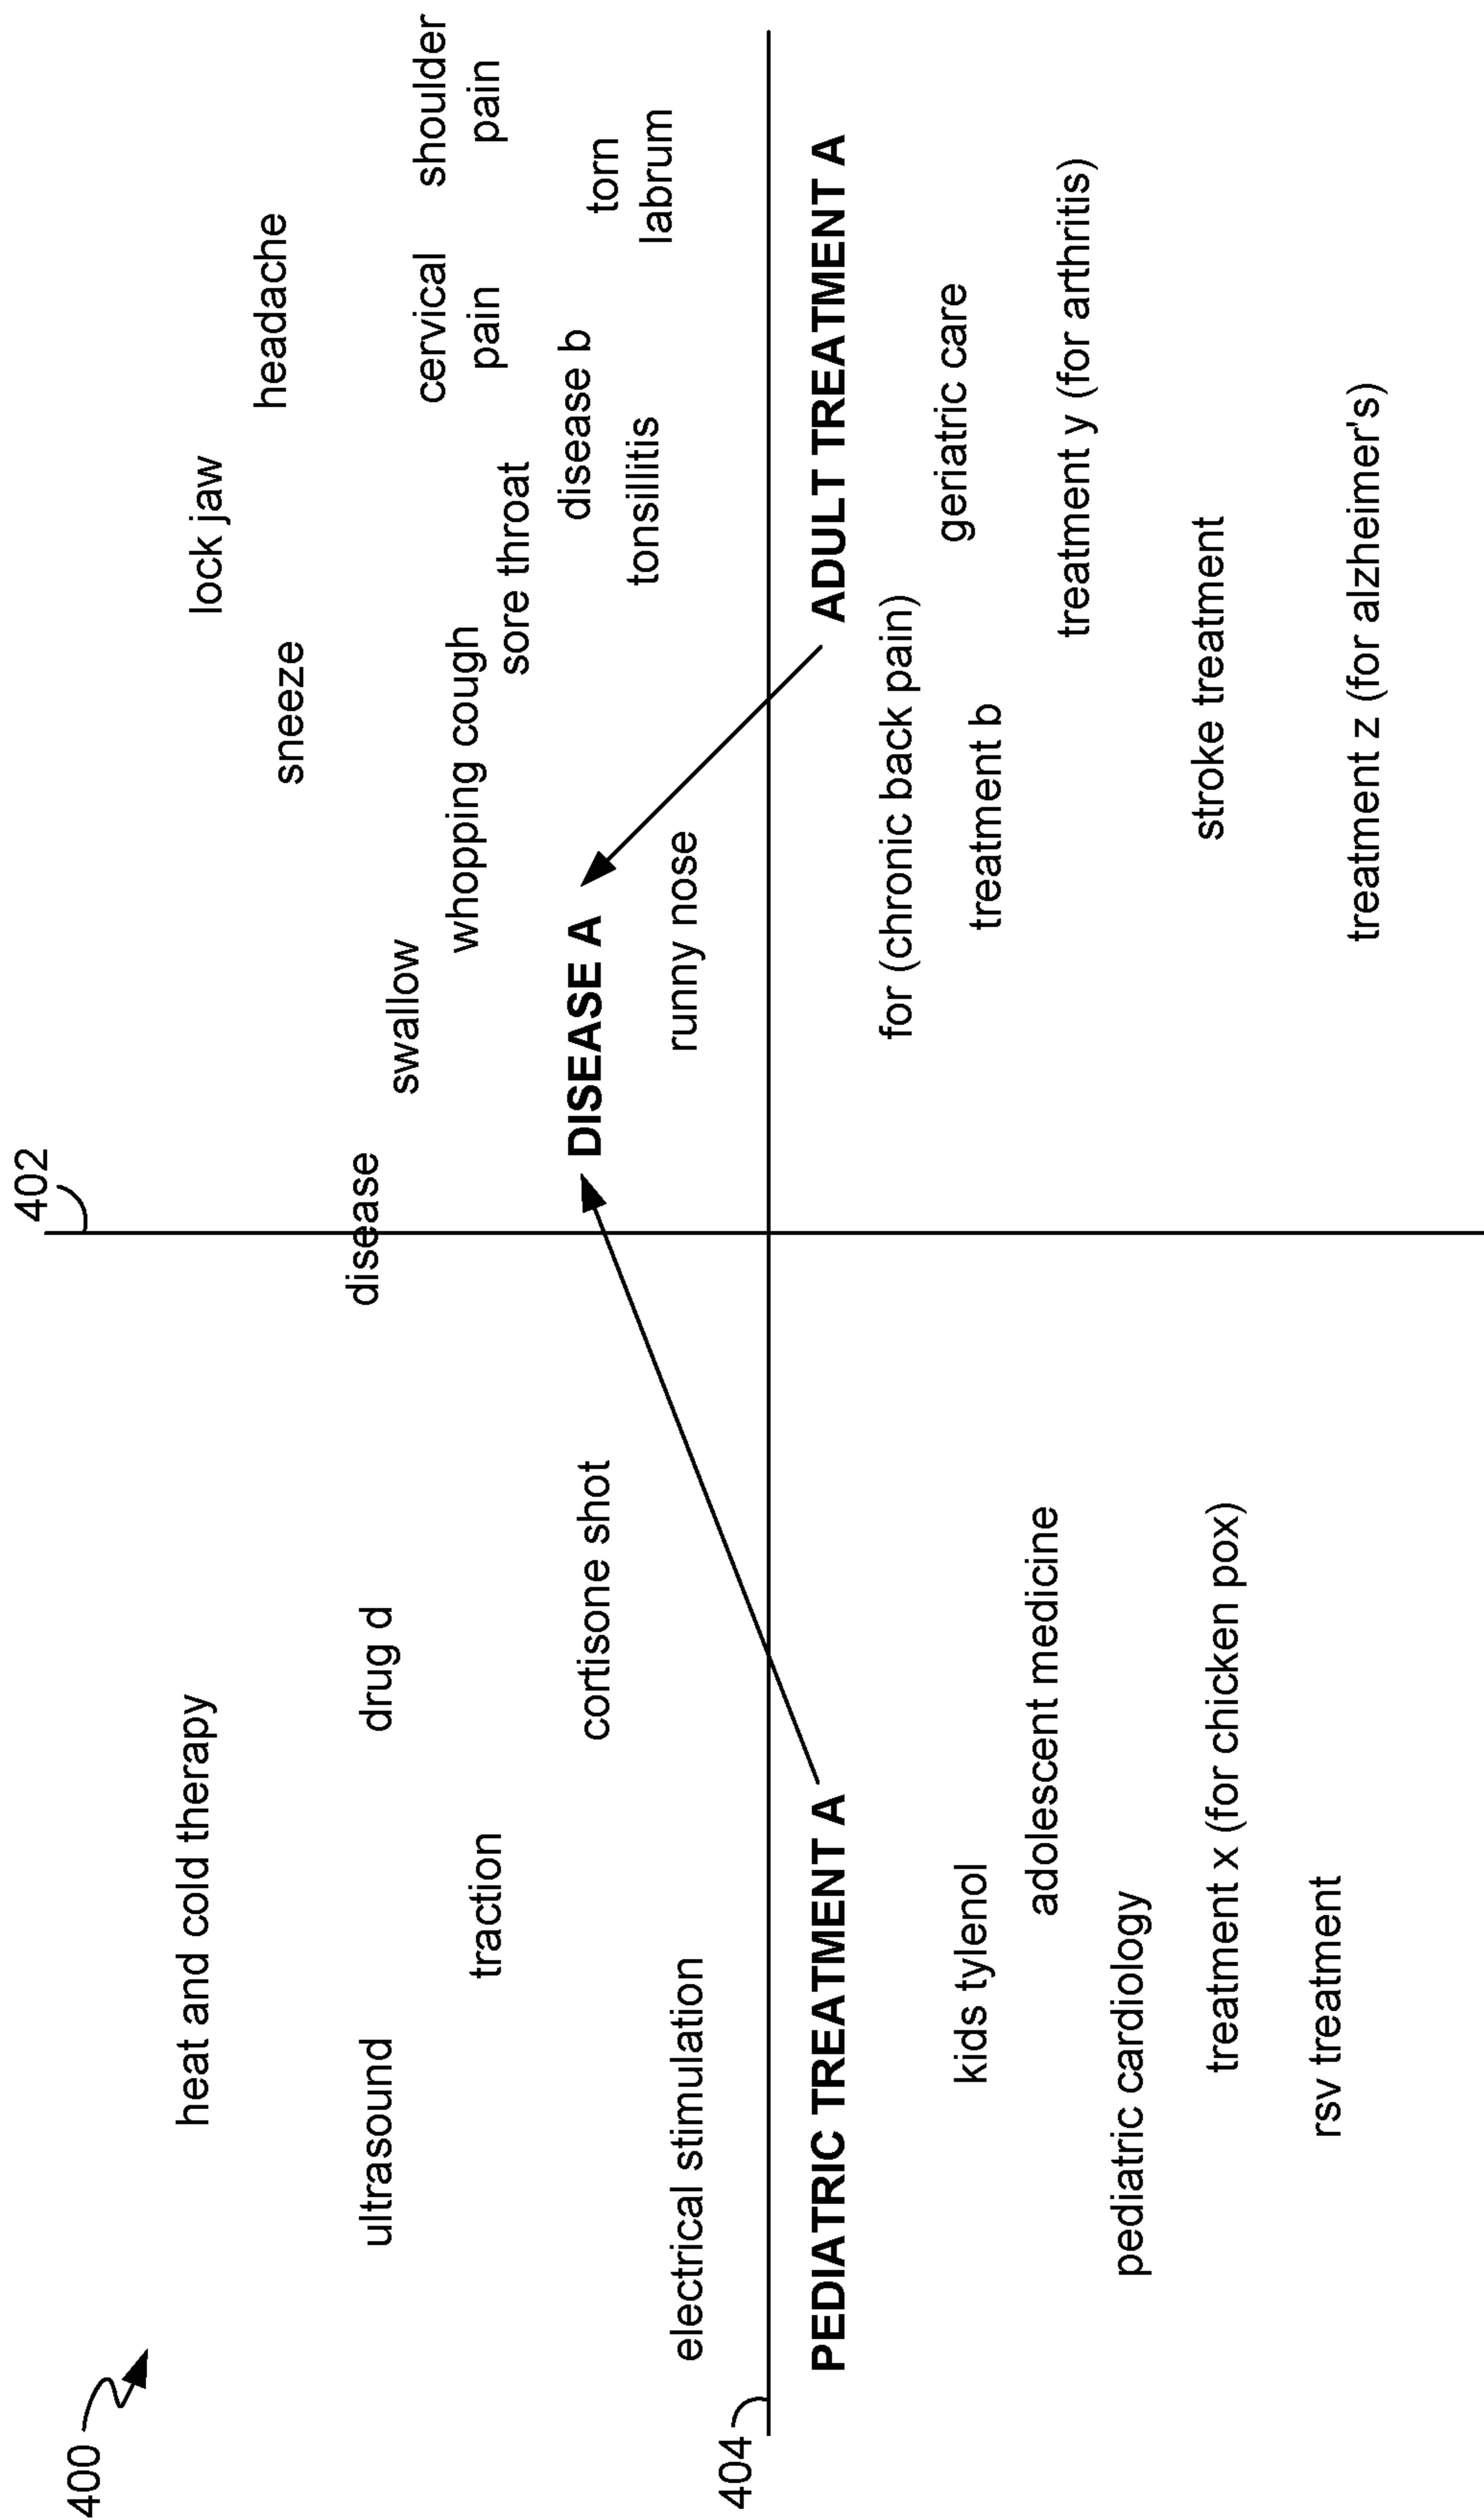 402
400
heat and cold therapy
lock jaw
headache
sneeze
disease
ultrasound
drug d
swallow
cervical
pain
shoulder
pain
whopping cough
traction
sore throat
disease b
DISEASE A
cortisone shot
torn
labrum
tonsillitis
runny nose
electrical stimulation
404
PEDIATRIC TREATMENT A
ADULT TREATMENT A
for (chronic back pain)
treatment b
geriatric care
kids tylenol
adolescent medicine
treatment y (for arthritis)
pediatric cardiology
stroke treatment
treatment x (for chicken pox)
rsv treatment
treatment z (for alzheimer's)